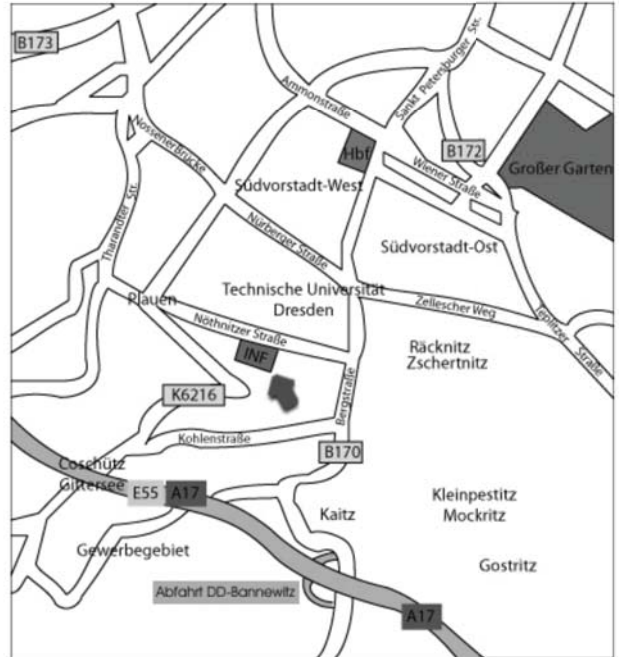 B173
Ammonstraße
Sankt Petersburger Str.
Nossener Brücke
Hbf
B172
Wiener Straße
Großer Garten
Südvorstadt-West
Tharandter Str.
Nürberger Straße
Südvorstadt-Ost
Plauen
Technische Universität
Dresden
Zellescher Weg
Teplitzer Straße
Nöthnitzer Straße
INF
Räcknitz
Zschertnitz
K6216
Bergstraße
Kohlenstraße
B170
Coschütz
Gittersee
E55
A17
Kaitz
Kleinpestitz
Mockritz
Gewerbegebiet
Gostritz
Abfahrt DD-Bannewitz
A17